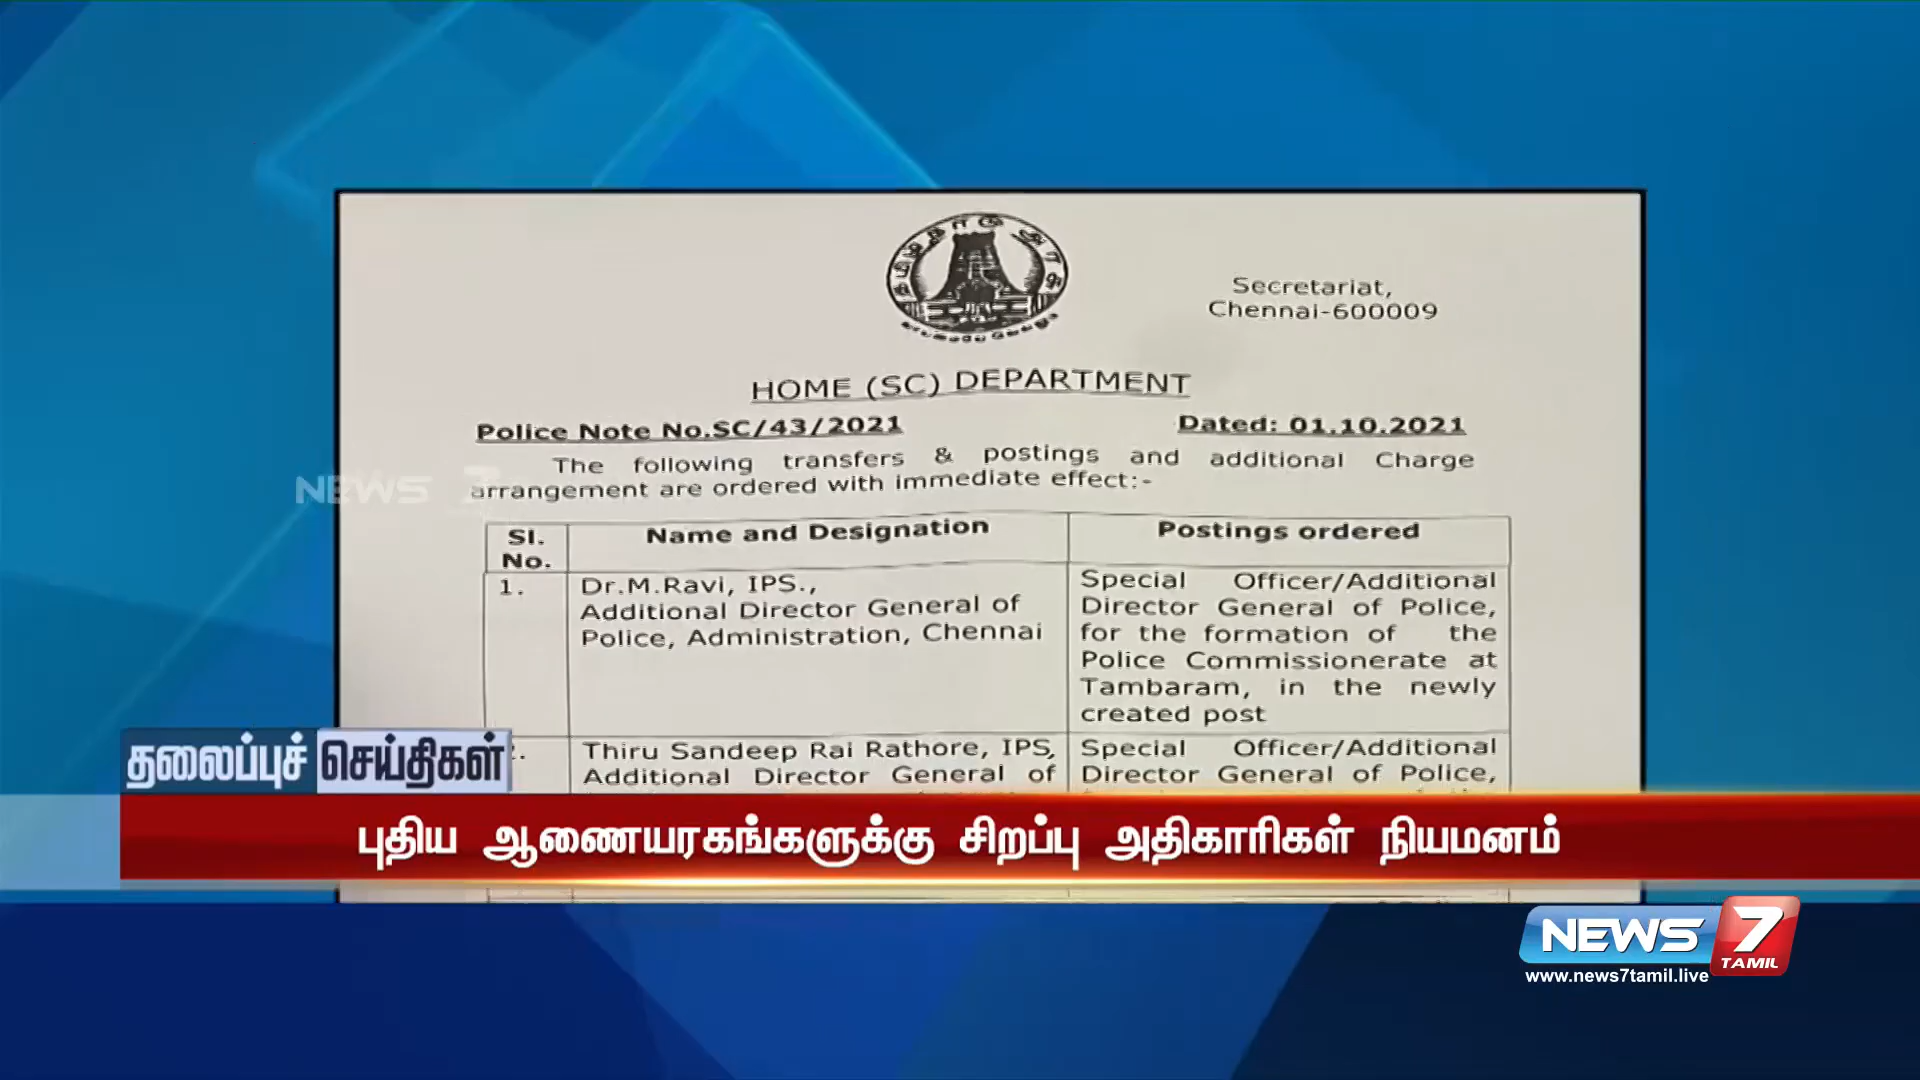 தமிழ்நாடு அரசு
Secretariat,
Chennai-600009
HOME (SC) DEPARTMENT
Police Note No.SC/43/2021 Dated: 01.10.2021
The following transfers & postings and additional Charge
arrangement are ordered with immediate effect:-
NEWS 7
Sl. No. Name and Designation Postings ordered
1. Dr.M.Ravi, IPS., Special Officer/Additional
Additional Director General of Director General of Police,
Police, Administration, Chennai for the formation of the
Police Commissionerate at
Tambaram, in the newly
created post
2. Thiru Sandeep Rai Rathore, IPS, Special Officer/Additional
Additional Director General of Director General of Police,
தலைப்புச் செய்திகள்
புதிய ஆணையரகங்களுக்கு சிறப்பு அதிகாரிகள் நியமனம்
NEWS 7
TAMIL
www.news7tamil.live